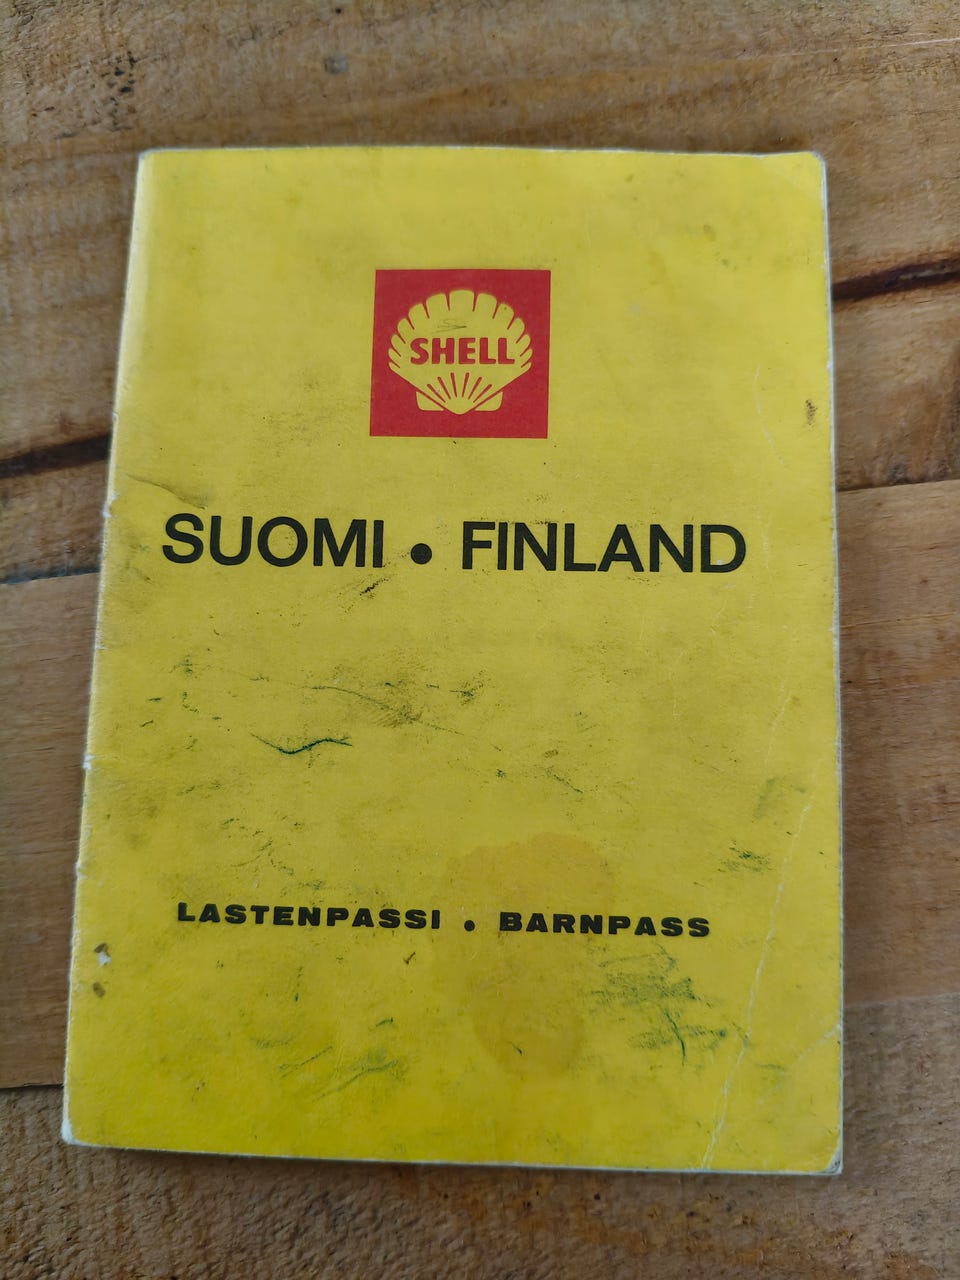 SHELL
SUOMI • FINLAND
LASTENPASSI • BARNPASS